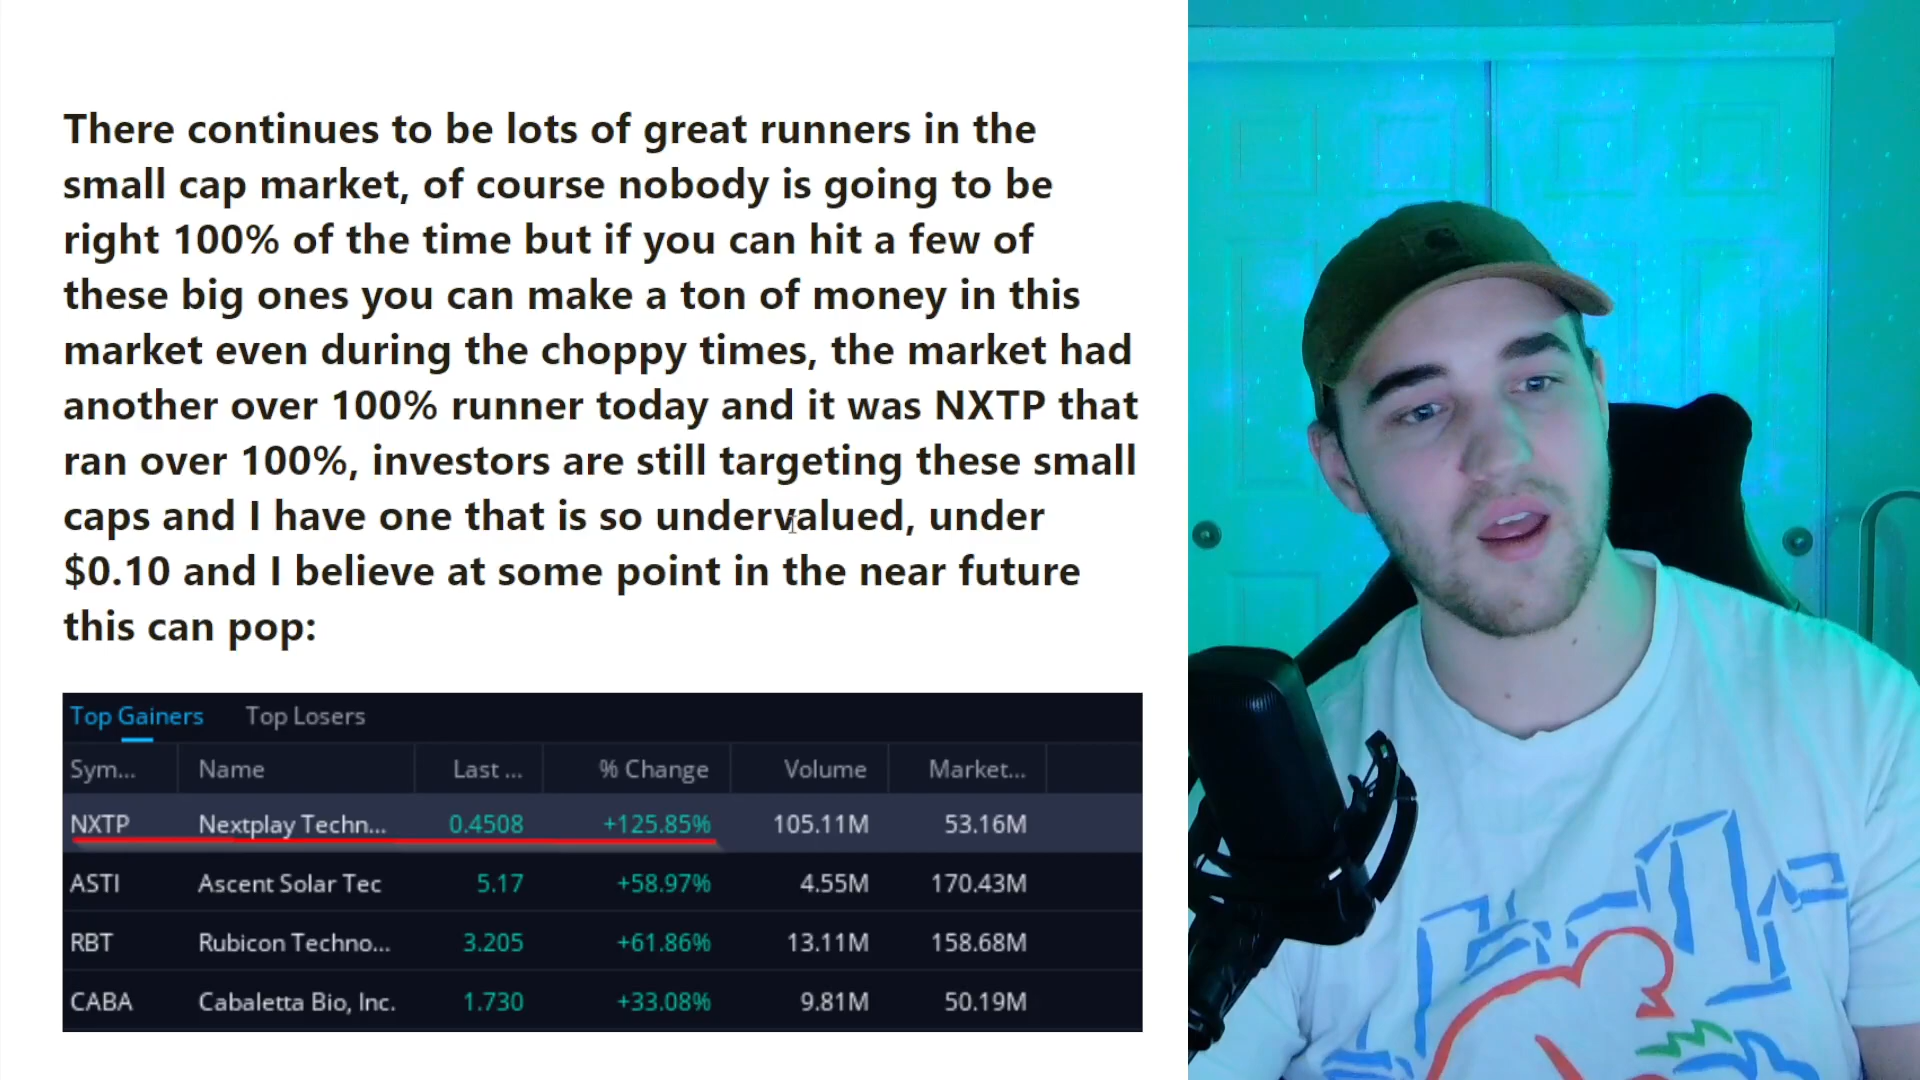 There continues to be lots of great runners in the
small cap market, of course nobody is going to be
right 100% of the time but if you can hit a few of
these big ones you can make a ton of money in this
market even during the choppy times, the market had
another over 100% runner today and it was NXTP that
ran over 100%, investors are still targeting these small
caps and I have one that is so undervalued, under
$0.10 and I believe at some point in the near future
this can pop:
Top Gainers Top Losers
Sym... Name Last ... % Change Volume Market...
NXTP Nextplay Techn... 0.4508 +125.85% 105.11M 53.16M
ASTI Ascent Solar Tec 5.17 +58.97% 4.55M 170.43M
RBT Rubicon Techno... 3.205 +61.86% 13.11M 158.68M
CABA Cabaletta Bio, Inc. 1.730 +33.08% 9.81M 50.19M